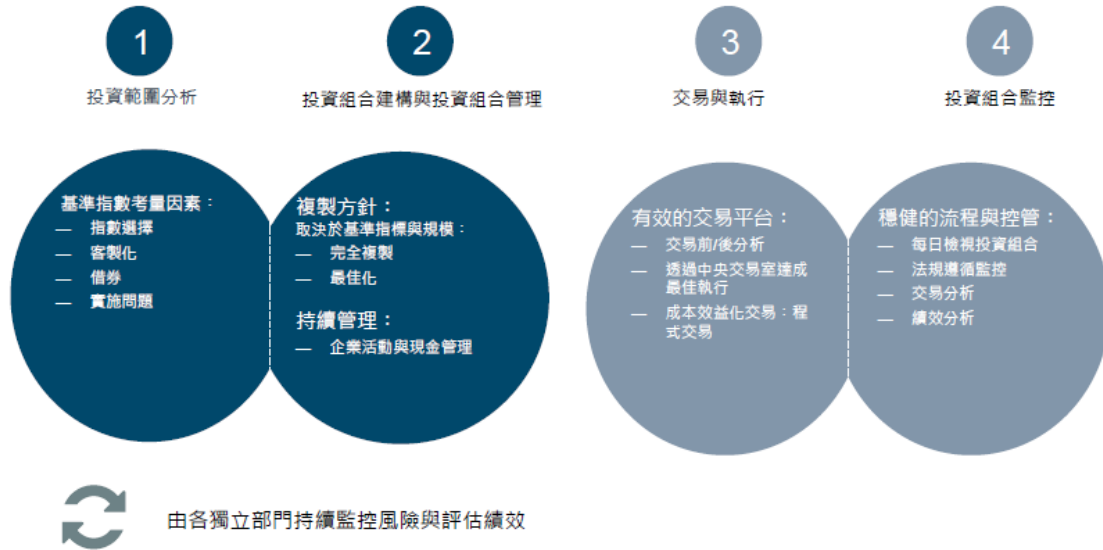 1
投資範圍分析
2
投資組合建構與投資組合管理
3
交易與執行
4
投資組合監控
基準指數考量因素：
— 指數選擇
— 客製化
— 借券
— 實施問題
複製方針：
取決於基準指標與規模：
— 完全複製
— 最佳化
持續管理：
— 企業活動與現金管理
有效的交易平台：
— 交易前/後分析
— 透過中央交易室達成
最佳執行
— 成本效益化交易：程
式交易
穩健的流程與控管：
— 每日檢視投資組合
— 法規遵循監控
— 交易分析
— 績效分析
由各獨立部門持續監控風險與評估績效